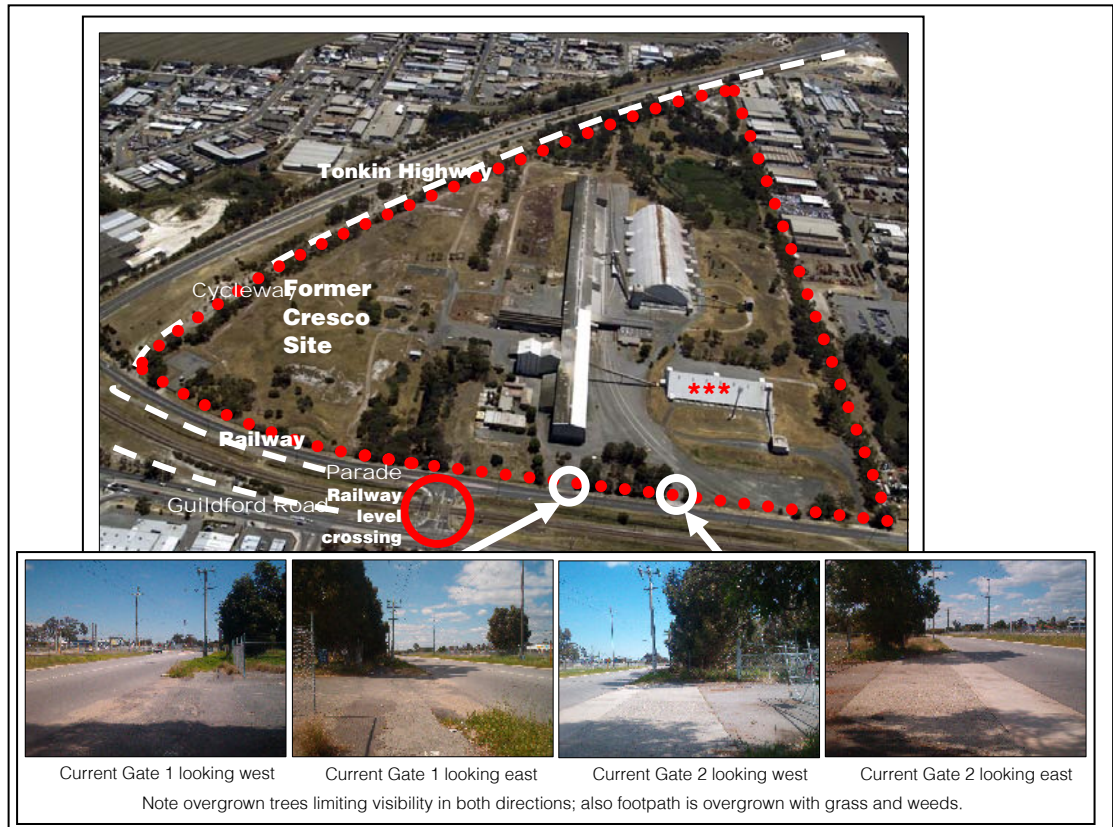 Tonkin Highway
Cycleway
Former
Cresco
Site
***
Railway
Parade
Guildford Road
Railway
level
crossing
Current Gate 1 looking west
Current Gate 1 looking east
Current Gate 2 looking west
Current Gate 2 looking east
Note overgrown trees limiting visibility in both directions; also footpath is overgrown with grass and weeds.